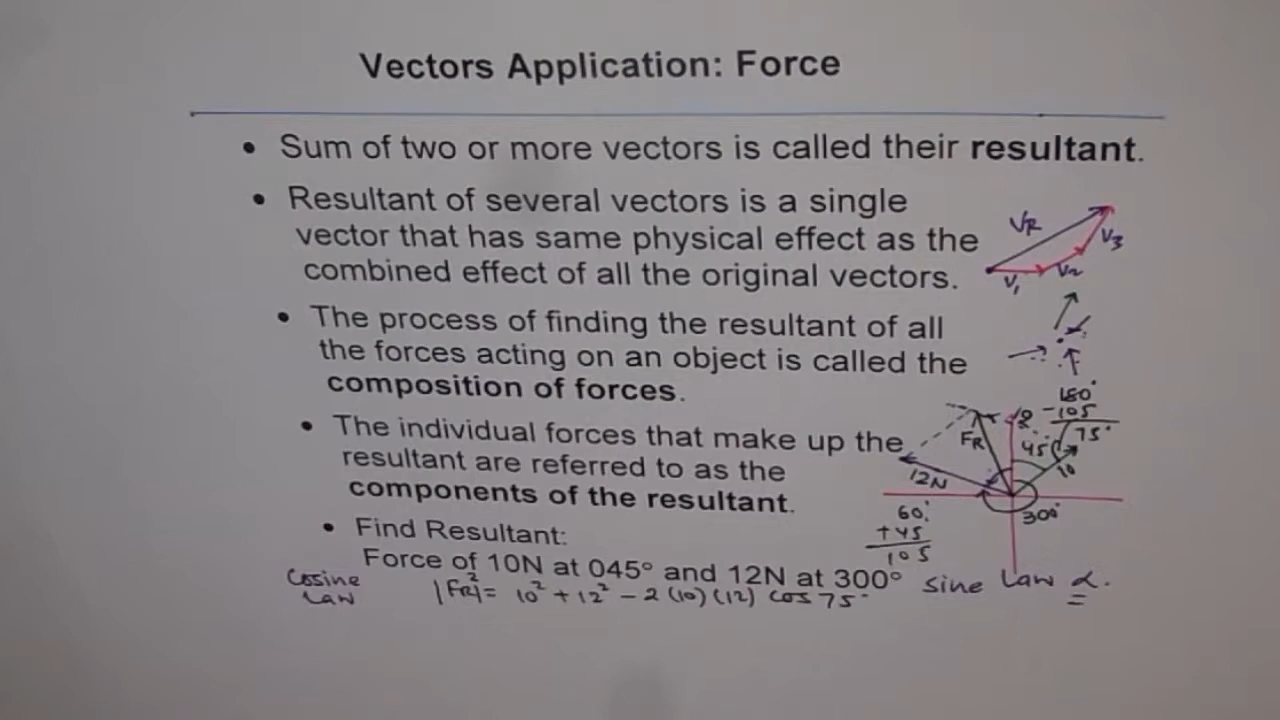 Vectors Application: Force
• Sum of two or more vectors is called their resultant.
• Resultant of several vectors is a single
vector that has same physical effect as the
combined effect of all the original vectors.
VR
V3
V2
V1
• The process of finding the resultant of all
the forces acting on an object is called the
composition of forces.
180°
-105
75°
• The individual forces that make up the
resultant are referred to as the
components of the resultant.
FR
45
10
12N
300°
60°
+45
105
• Find Resultant:
Force of 10N at 045° and 12N at 300°
Cosine
Law
|FR|² = 10² + 12² - 2 (10) (12) cos 75°
sine Law α.